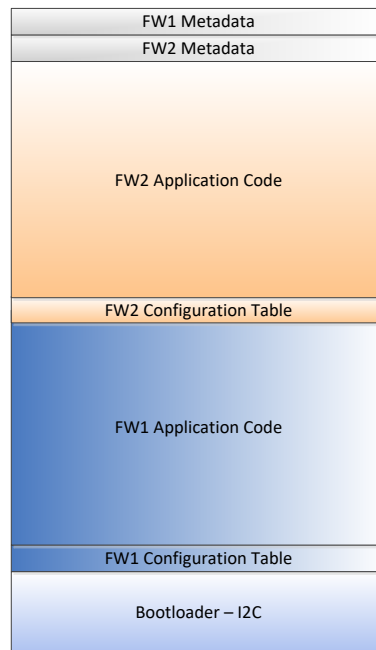 FW1 Metadata
FW2 Metadata
FW2 Application Code
FW2 Configuration Table
FW1 Application Code
FW1 Configuration Table
Bootloader – I2C